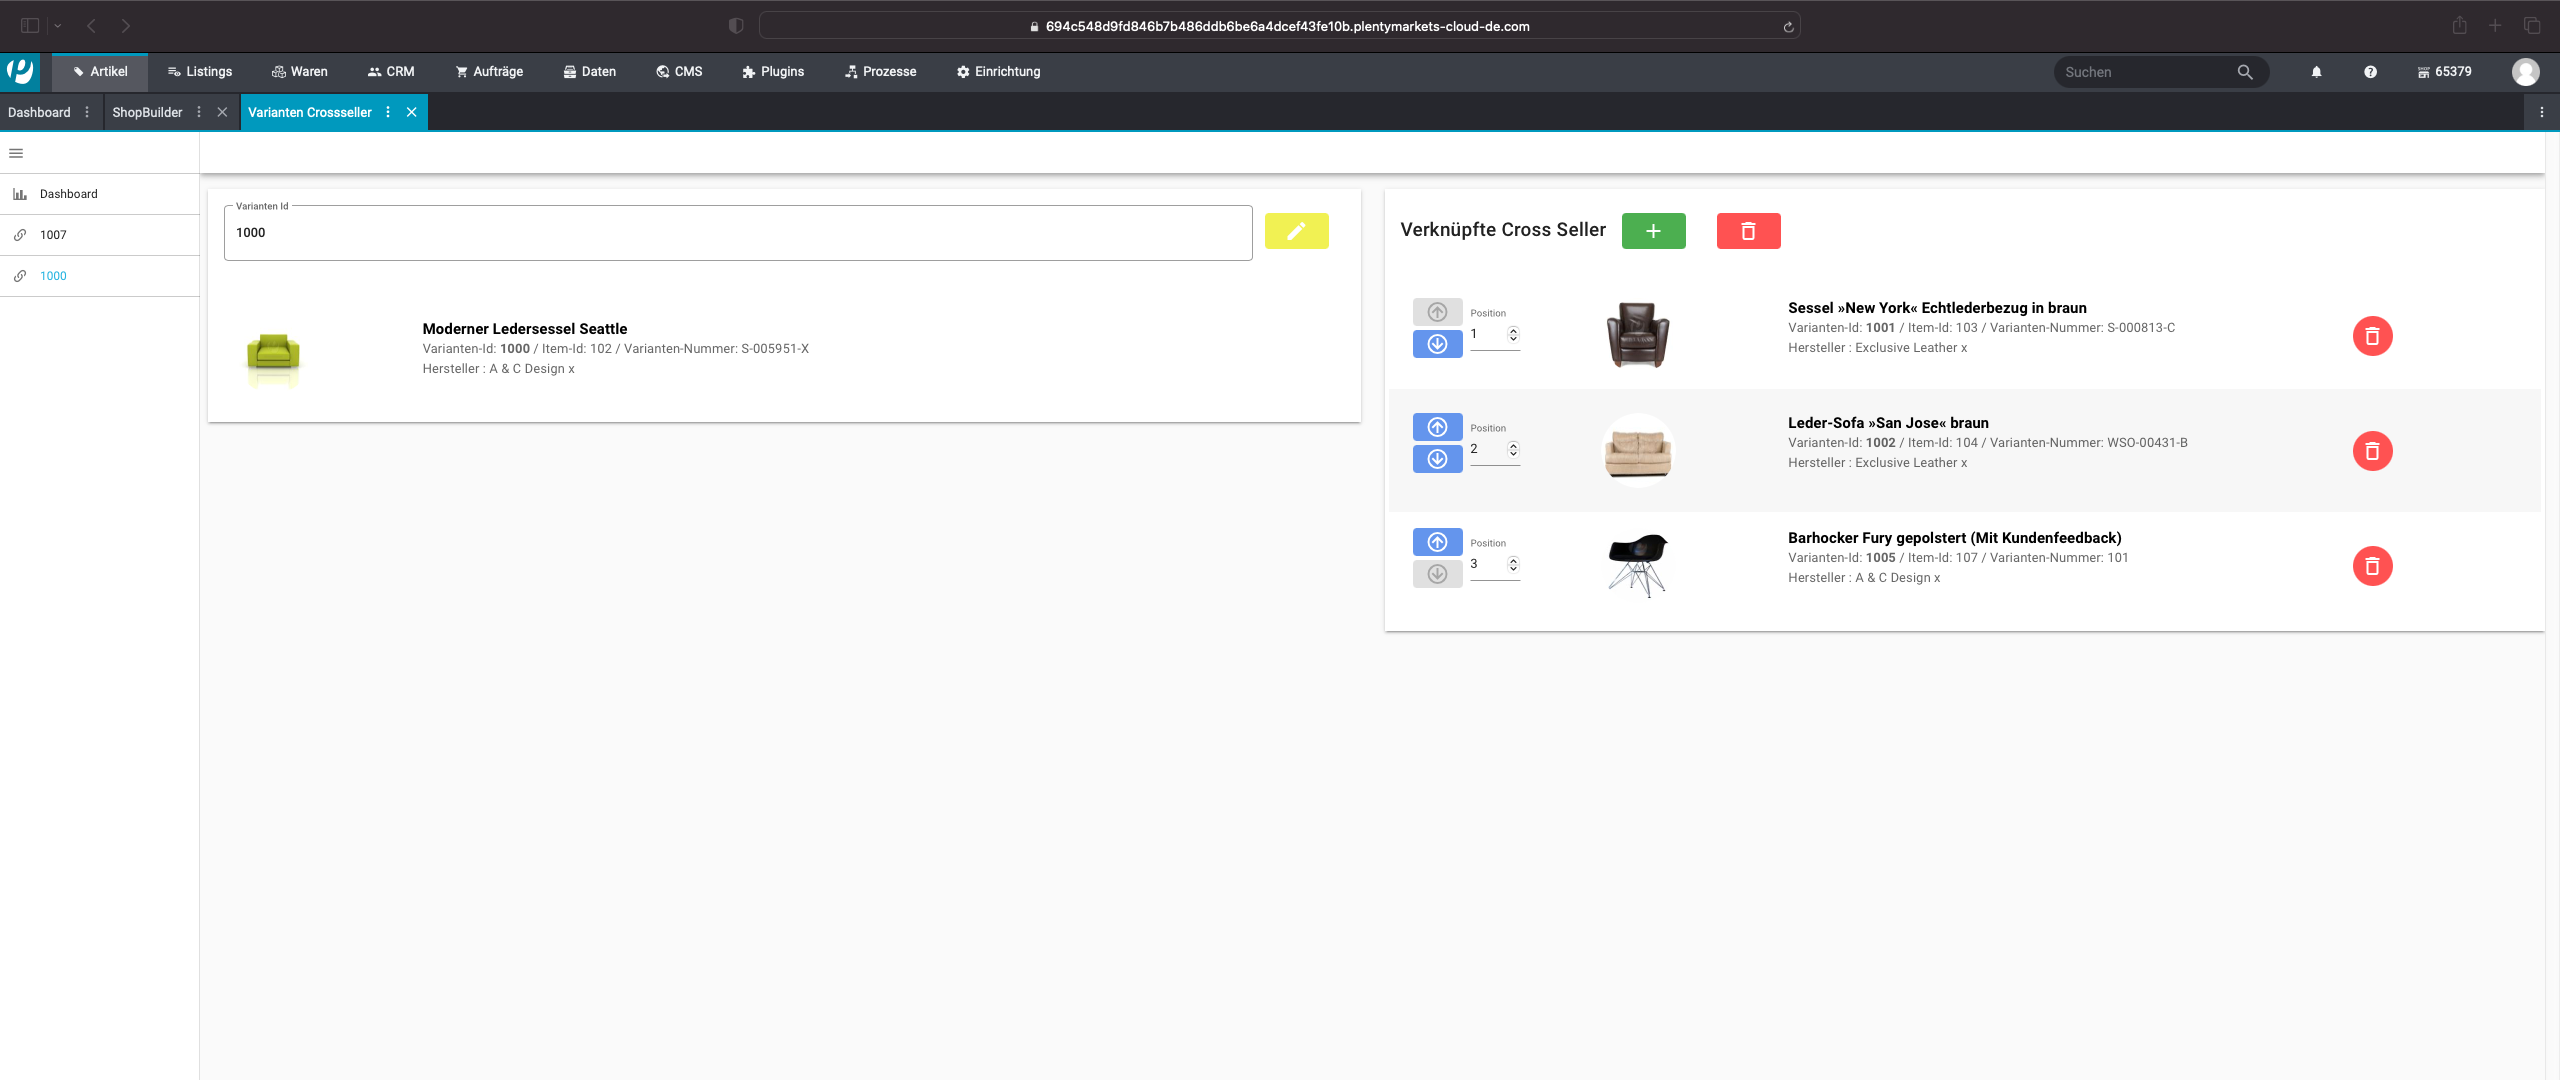 694c548d9fd846b7b486ddb6be6a4dcef43fe10b.plentymarkets-cloud-de.com
Artikel Listings Waren CRM Aufträge Daten CMS Plugins Prozesse Einrichtung Suchen 65379
Dashboard ShopBuilder Varianten Crossseller
Dashboard
1007
1000
Varianten Id
1000
Moderner Ledersessel Seattle
Varianten-Id: 1000 / Item-Id: 102 / Varianten-Nummer: S-005951-X
Hersteller : A & C Design x
Verknüpfte Cross Seller
Position
1
Sessel »New York« Echtlederbezug in braun
Varianten-Id: 1001 / Item-Id: 103 / Varianten-Nummer: S-000813-C
Hersteller : Exclusive Leather x
Position
2
Leder-Sofa »San Jose« braun
Varianten-Id: 1002 / Item-Id: 104 / Varianten-Nummer: WSO-00431-B
Hersteller : Exclusive Leather x
Position
3
Barhocker Fury gepolstert (Mit Kundenfeedback)
Varianten-Id: 1005 / Item-Id: 107 / Varianten-Nummer: 101
Hersteller : A & C Design x